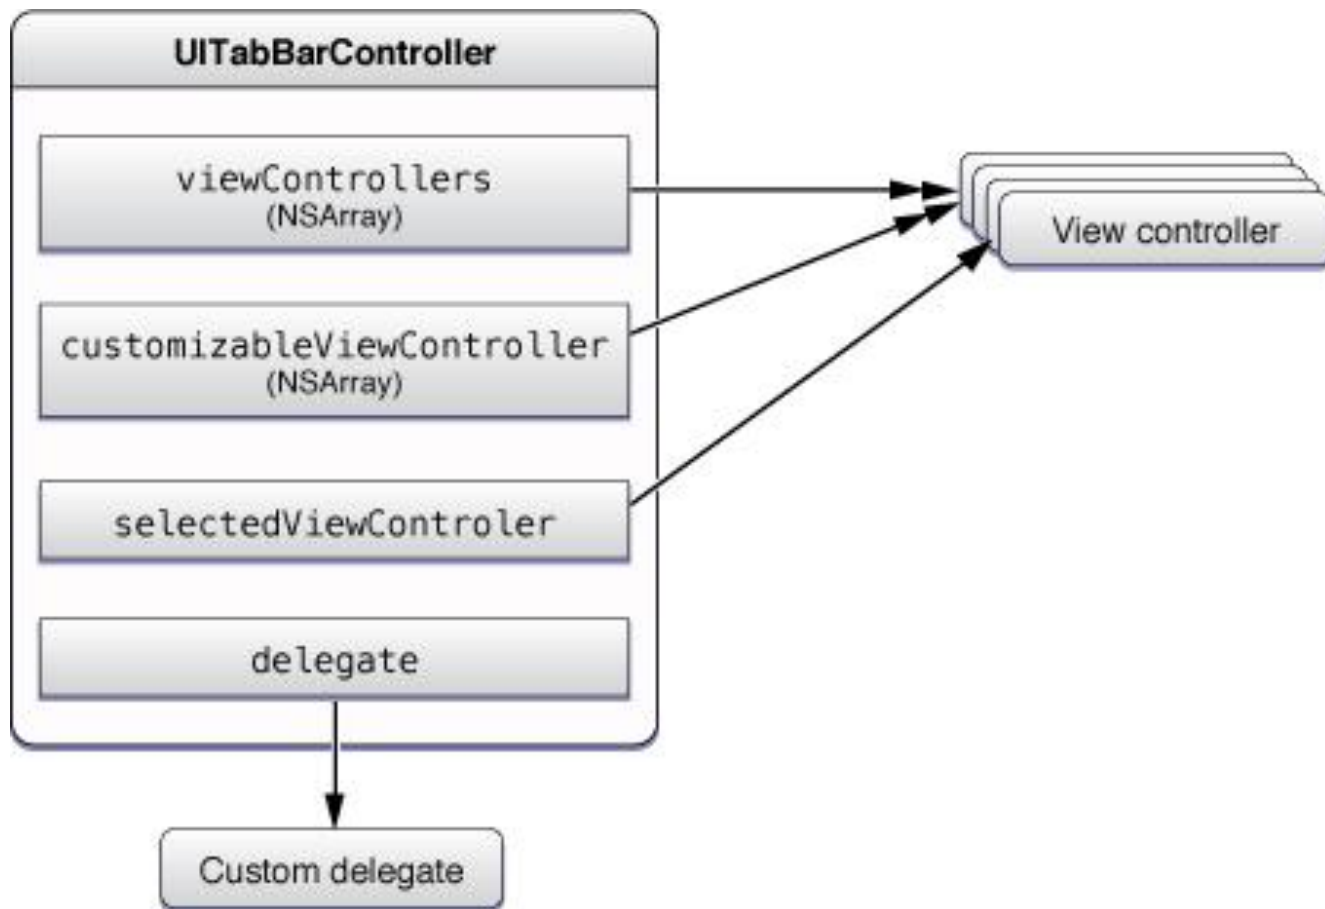 UITabBarController
viewControllers
(NSArray)
customizableViewController
(NSArray)
selectedViewControler
delegate
View controller
Custom delegate